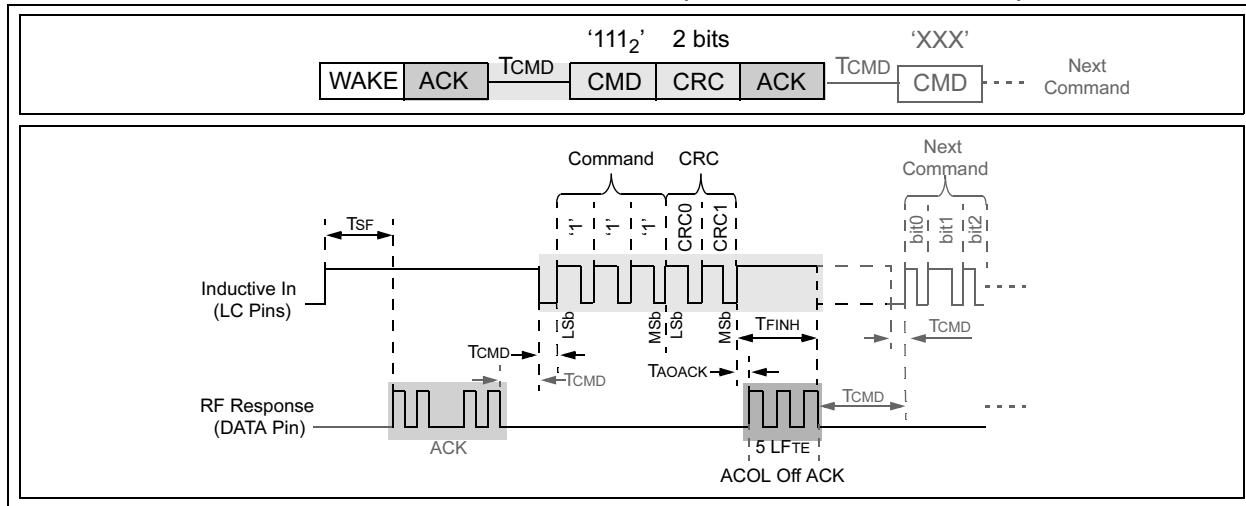 ‘111₂’ 2 bits ‘XXX’
WAKE ACK TCMD CMD CRC ACK TCMD CMD Next
Command
Next
Command
Command CRC
TSF
‘1’ ‘1’ ‘1’ CRC0 CRC1 bit0 bit1 bit2
Inductive In
(LC Pins)
LSb MSb LSb MSb TFINH TCMD
TCMD TCMD TAOACK
RF Response
(DATA Pin)
TCMD
ACK 5 LFTE
ACOL Off ACK